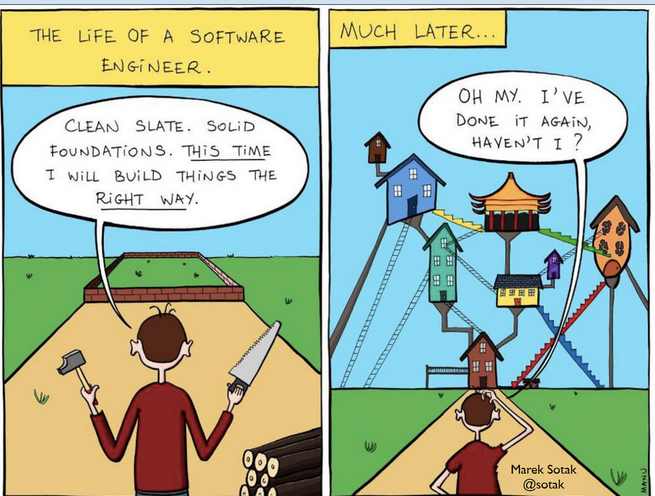 THE LiFE OF A SOFTWARE
ENGiNEER.
CLEAN SLATE. SOLiD
FOUNDATiONS. THiS TiME
I WiLL BUiLD THiNGS THE
RiGHT WAY.
MUCH LATER...
OH MY. I'VE
DONE iT AGAiN,
HAVEN'T I ?
Marek Sotak
@sotak
MANU